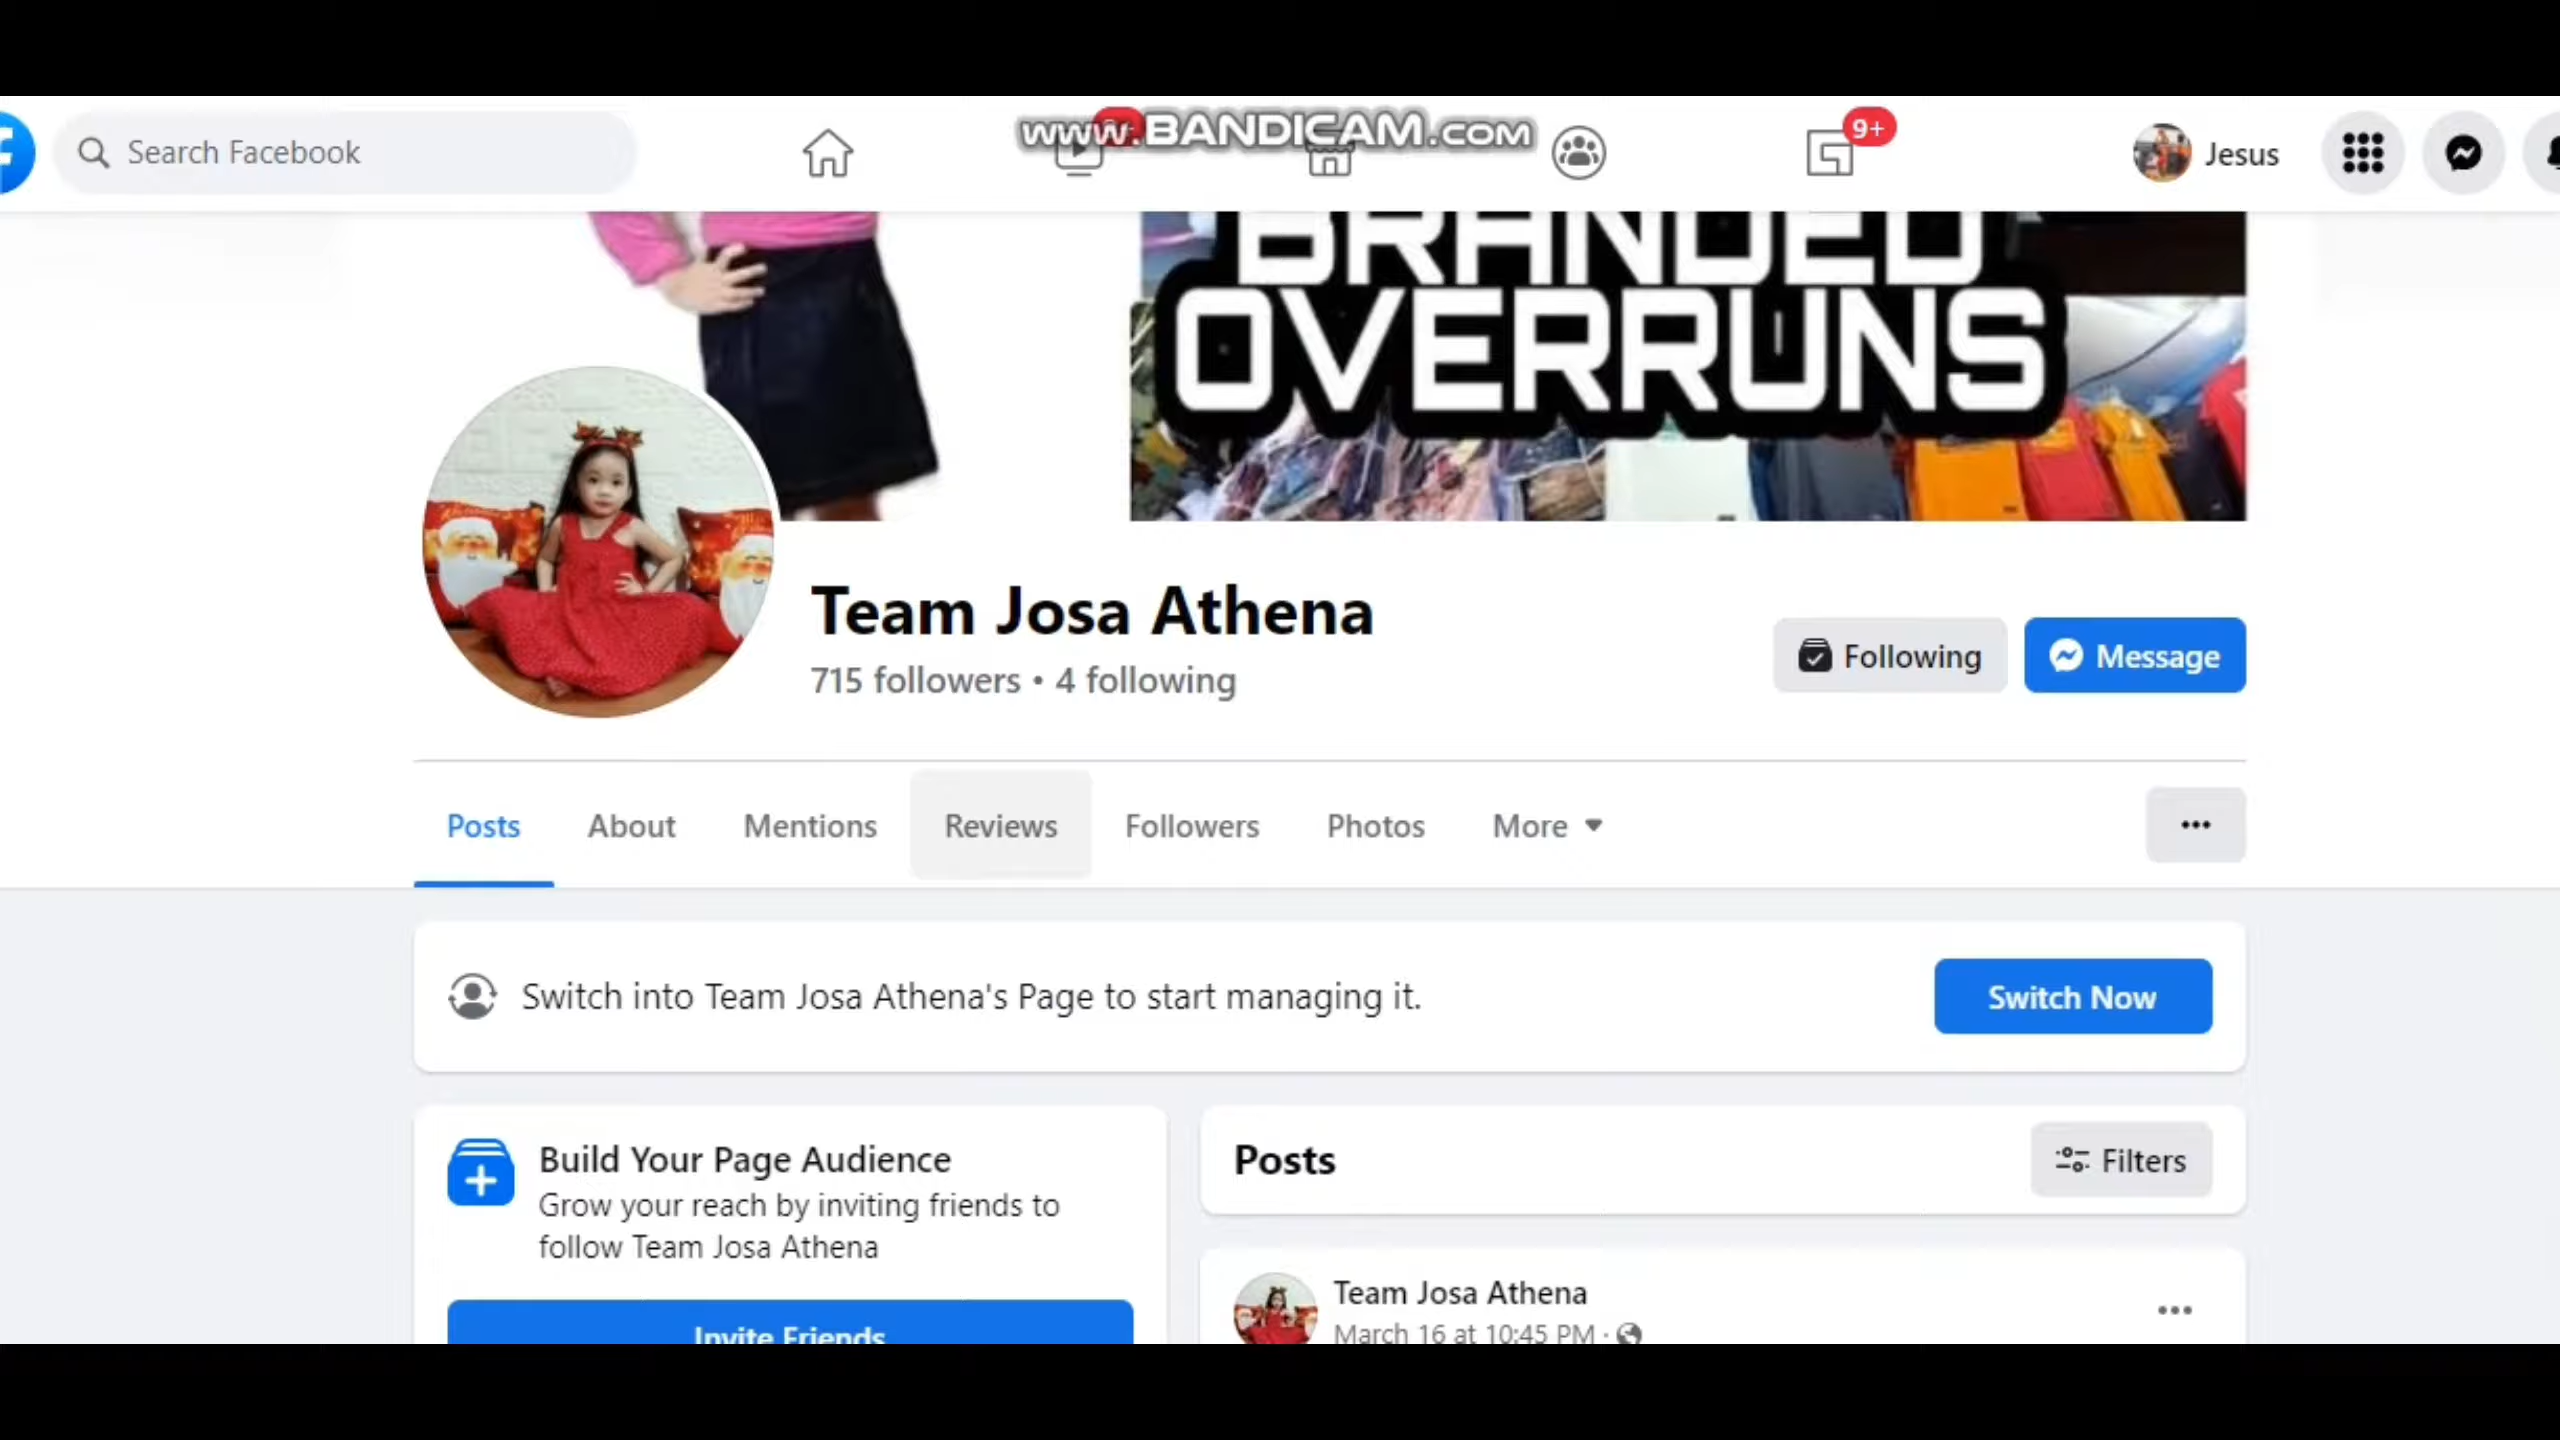 Search Facebook
www.BANDICAM.com
9+
Jesus
BRANDED
OVERRUNS
Team Josa Athena
715 followers • 4 following
Following
Message
Posts
About
Mentions
Reviews
Followers
Photos
More
Switch into Team Josa Athena's Page to start managing it.
Switch Now
Build Your Page Audience
Grow your reach by inviting friends to
follow Team Josa Athena
Invite Friends
Posts
Filters
Team Josa Athena
March 16 at 10:45 PM